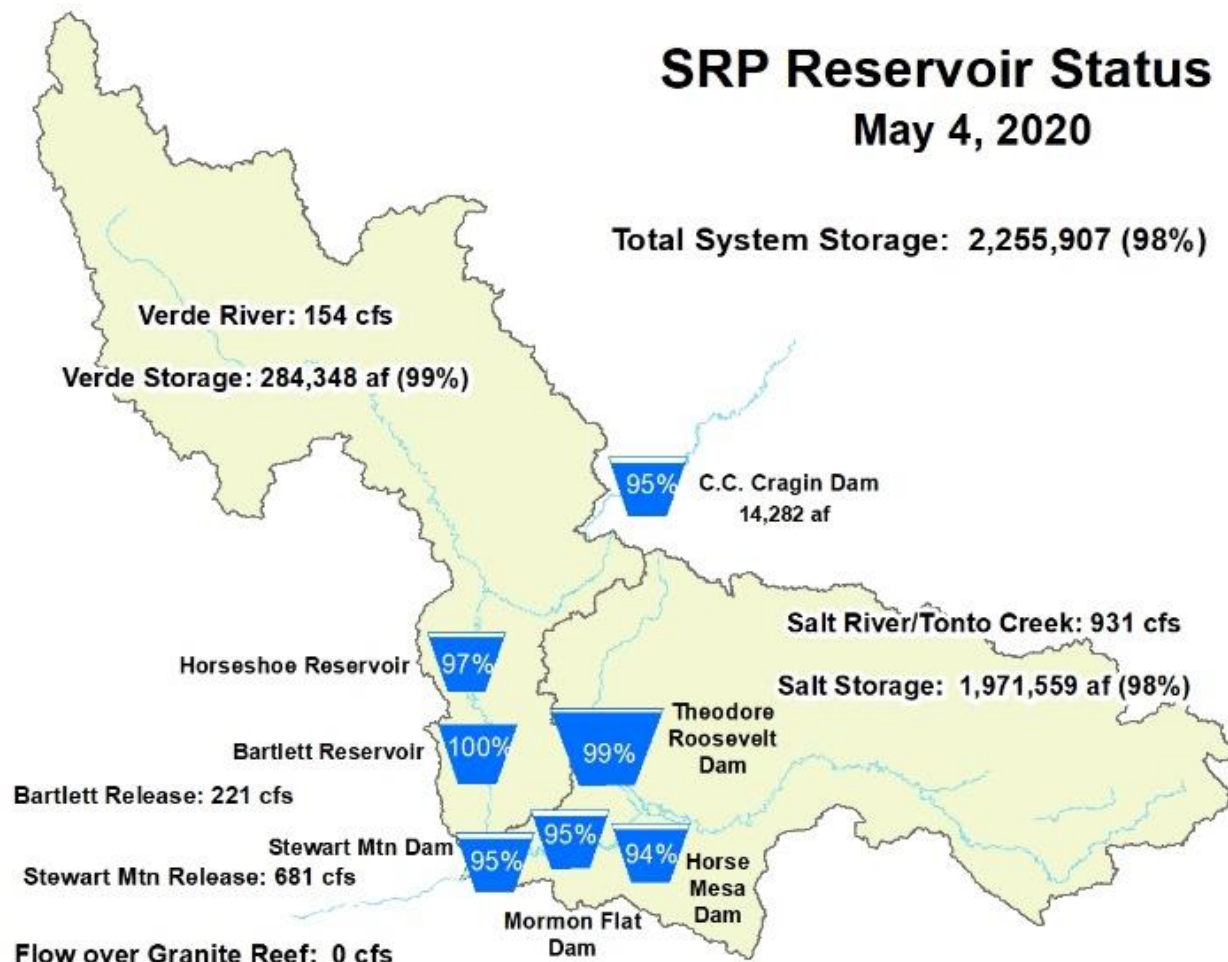 SRP Reservoir Status
May 4, 2020
Total System Storage: 2,255,907 (98%)
Verde River: 154 cfs
Verde Storage: 284,348 af (99%)
95%
C.C. Cragin Dam
14,282 af
Salt River/Tonto Creek: 931 cfs
Salt Storage: 1,971,559 af (98%)
Horseshoe Reservoir
97%
Bartlett Reservoir
100%
99%
Theodore
Roosevelt
Dam
Bartlett Release: 221 cfs
Stewart Mtn Dam
95%
95%
94%
Stewart Mtn Release: 681 cfs
Horse
Mesa
Dam
Mormon Flat
Dam
Flow over Granite Reef: 0 cfs